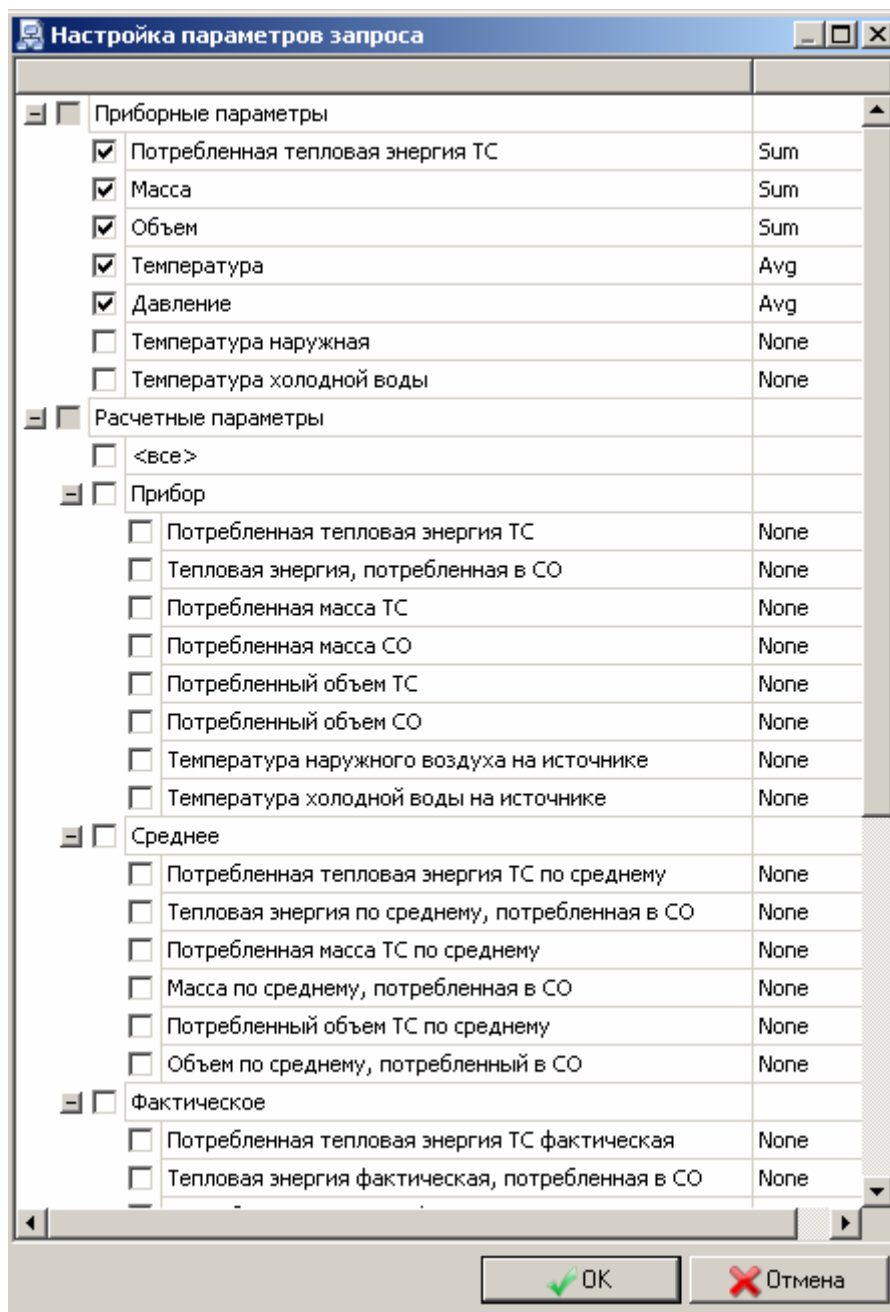 Настройка параметров запроса
Приборные параметры
Потребленная тепловая энергия ТС Sum
Масса Sum
Объем Sum
Температура Avg
Давление Avg
Температура наружная None
Температура холодной воды None
Расчетные параметры
<все>
Прибор
Потребленная тепловая энергия ТС None
Тепловая энергия, потребленная в СО None
Потребленная масса ТС None
Потребленная масса СО None
Потребленный объем ТС None
Потребленный объем СО None
Температура наружного воздуха на источнике None
Температура холодной воды на источнике None
Среднее
Потребленная тепловая энергия ТС по среднему None
Тепловая энергия по среднему, потребленная в СО None
Потребленная масса ТС по среднему None
Масса по среднему, потребленная в СО None
Потребленный объем ТС по среднему None
Объем по среднему, потребленный в СО None
Фактическое
Потребленная тепловая энергия ТС фактическая None
Тепловая энергия фактическая, потребленная в СО None
OK Отмена